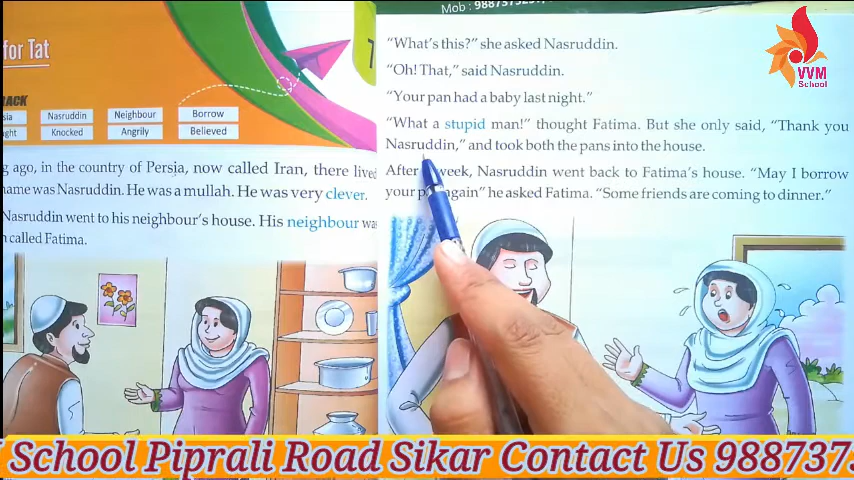 for Tat
RACK
sia
Nasruddin
Neighbour
Borrow
ght
Knocked
Angrily
Believed
g ago, in the country of Persia, now called Iran, there lived
name was Nasruddin. He was a mullah. He was very clever.
Nasruddin went to his neighbour's house. His neighbour was
n called Fatima.
Mob :
"What's this?" she asked Nasruddin.
"Oh! That," said Nasruddin.
"Your pan had a baby last night."
"What a stupid man!" thought Fatima. But she only said, "Thank you
Nasruddin," and took both the pans into the house.
After week, Nasruddin went back to Fatima's house. "May I borrow
your again" he asked Fatima. "Some friends are coming to dinner."
VVM
School
School Piprali Road Sikar Contact Us 9887373